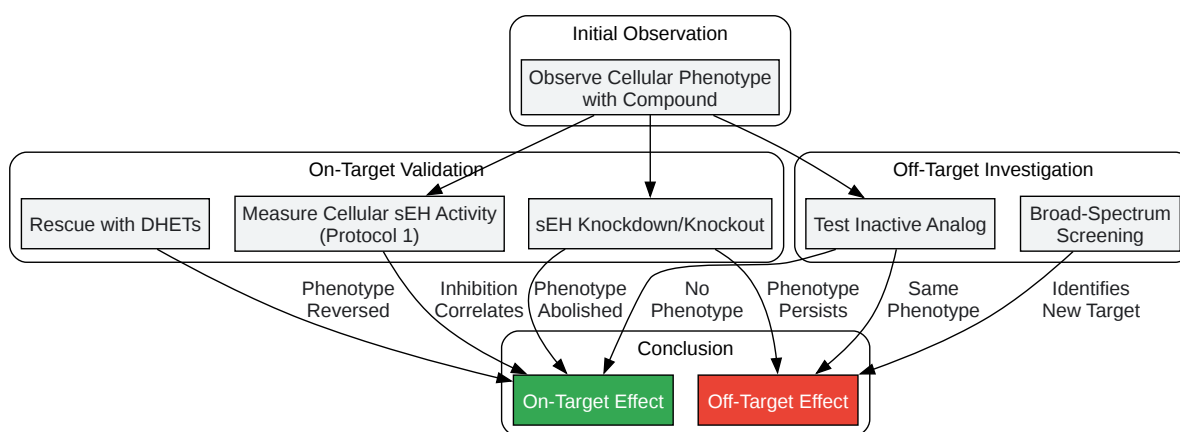 Initial Observation
Observe Cellular Phenotype
with Compound
On-Target Validation
Off-Target Investigation
Rescue with DHETs
Measure Cellular sEH Activity
(Protocol 1)
sEH Knockdown/Knockout
Test Inactive Analog
Broad-Spectrum
Screening
Phenotype
Reversed
Inhibition
Correlates
Phenotype
Abolished
No
Phenotype
Phenotype
Persists
Same
Phenotype
Identifies
New Target
Conclusion
On-Target Effect
Off-Target Effect